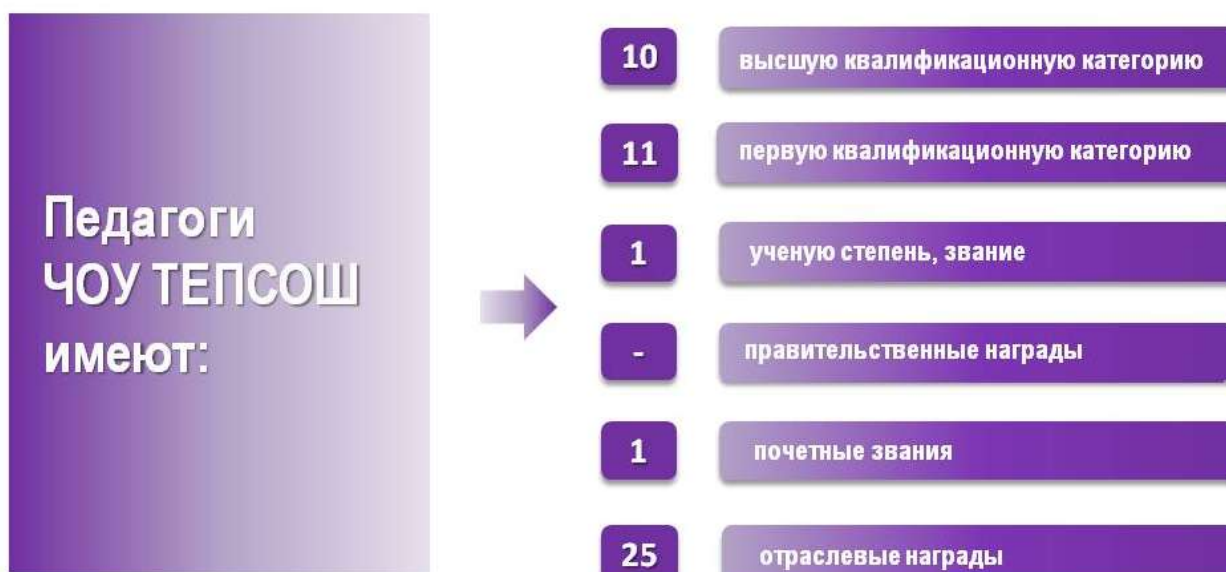 Педагоги
ЧОУ ТЕПСОШ
имеют:
10 высшую квалификационную категорию
11 первую квалификационную категорию
1 ученую степень, звание
- правительственные награды
1 почетные звания
25 отраслевые награды